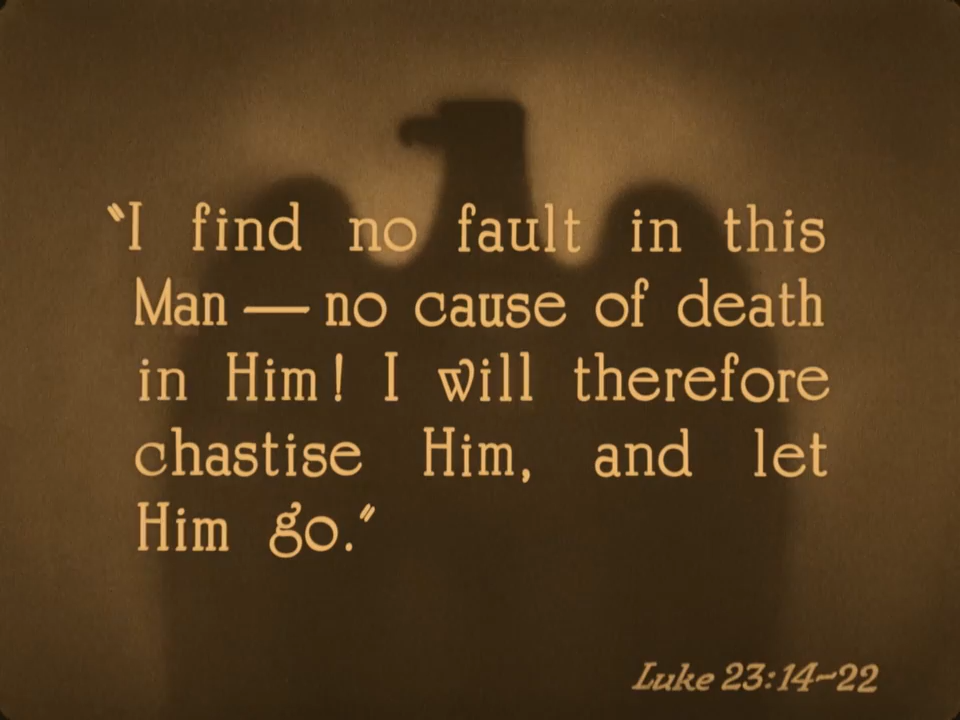 "I find no fault in this
Man — no cause of death
in Him! I will therefore
chastise Him, and let
Him go."
Luke 23:14-22